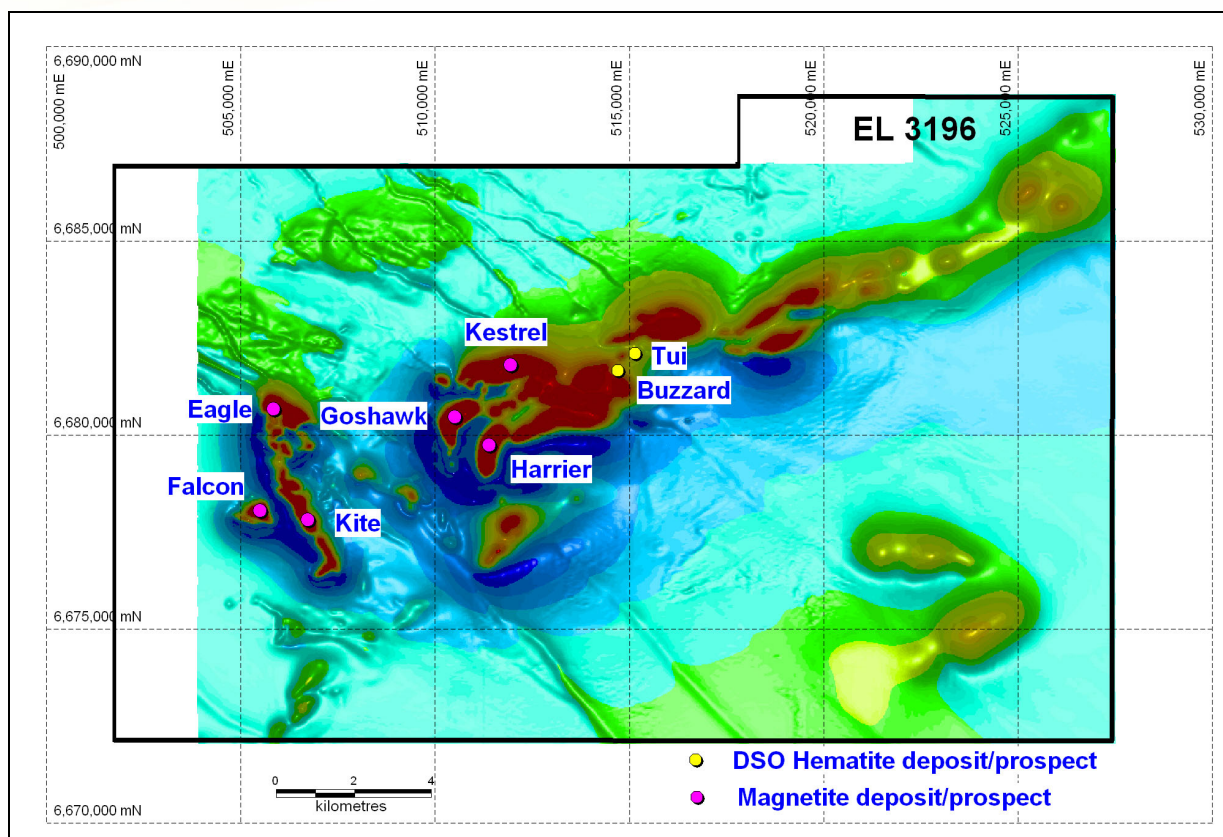 6,690,000 mN
500,000 mE
505,000 mE
510,000 mE
515,000 mE
520,000 mE
525,000 mE
530,000 mE
EL 3196
6,685,000 mN
Kestrel
Tui
Buzzard
Eagle
Goshawk
6,680,000 mN
Harrier
Falcon
Kite
6,675,000 mN
DSO Hematite deposit/prospect
Magnetite deposit/prospect
0 2 4
kilometres
6,670,000 mN